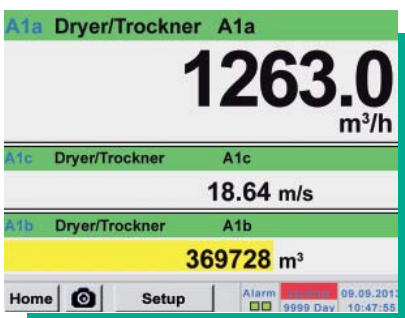 A1a Dryer/Trockner A1a
1263.0
m³/h
A1c Dryer/Trockner A1c
18.64 m/s
A1b Dryer/Trockner A1b
369728 m³
Home Setup Alarm 09.09.2013
9999 Day 10:47:55